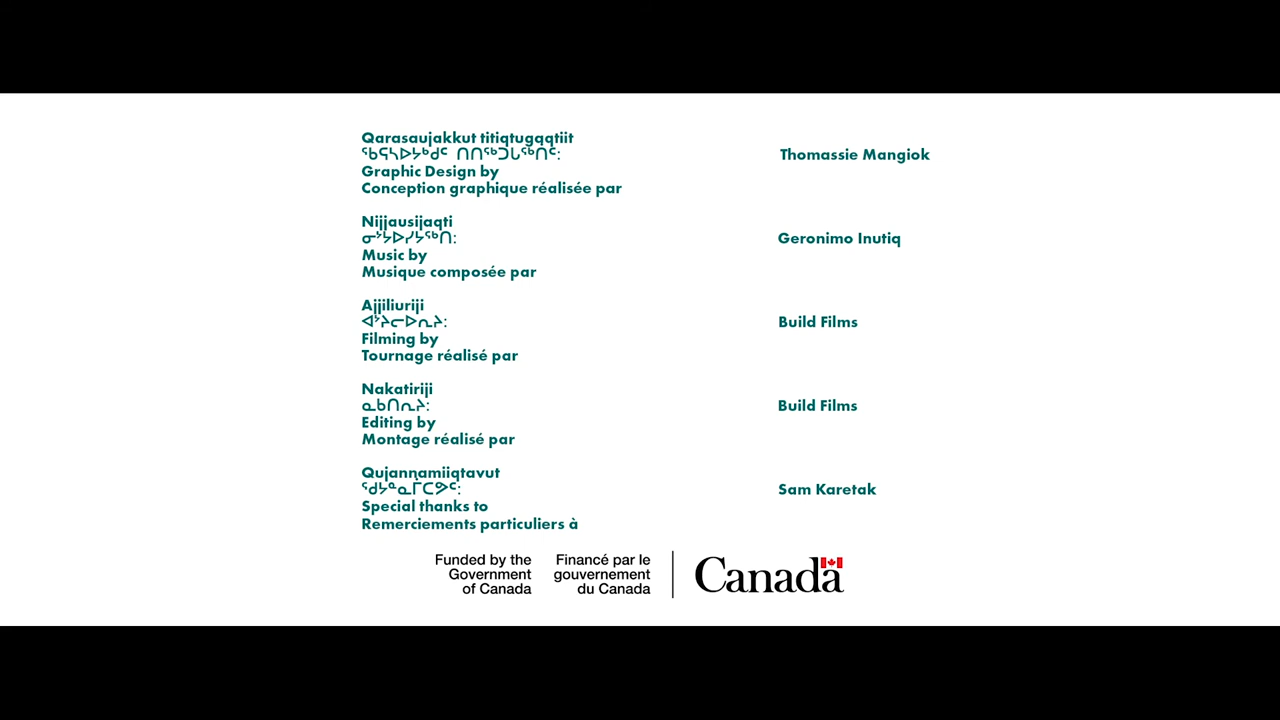 Qarasaujakkut titiqtugaqtiit
ᖃᕋᓴᐅᔭᒃᑯᑦ ᑎᑎᖅᑐᒐᖅᑎᑦ:
Graphic Design by
Conception graphique réalisée par
Thomassie Mangiok
Nijjausijaqti
ᓂᔾᔭᐅᓯᔭᖅᑎ:
Music by
Musique composée par
Geronimo Inutiq
Ajjiliuriji
ᐊᔾᔨᓕᐅᕆᔨ:
Filming by
Tournage réalisé par
Build Films
Nakatiriji
ᓇᑲᑎᕆᔨ:
Editing by
Montage réalisé par
Build Films
Qujannamiiqtavut
ᖁᔭᓐᓇᒦᑕᕗᑦ:
Special thanks to
Remerciements particuliers à
Sam Karetak
Funded by the
Government
of Canada
Financé par le
gouvernement
du Canada
Canada